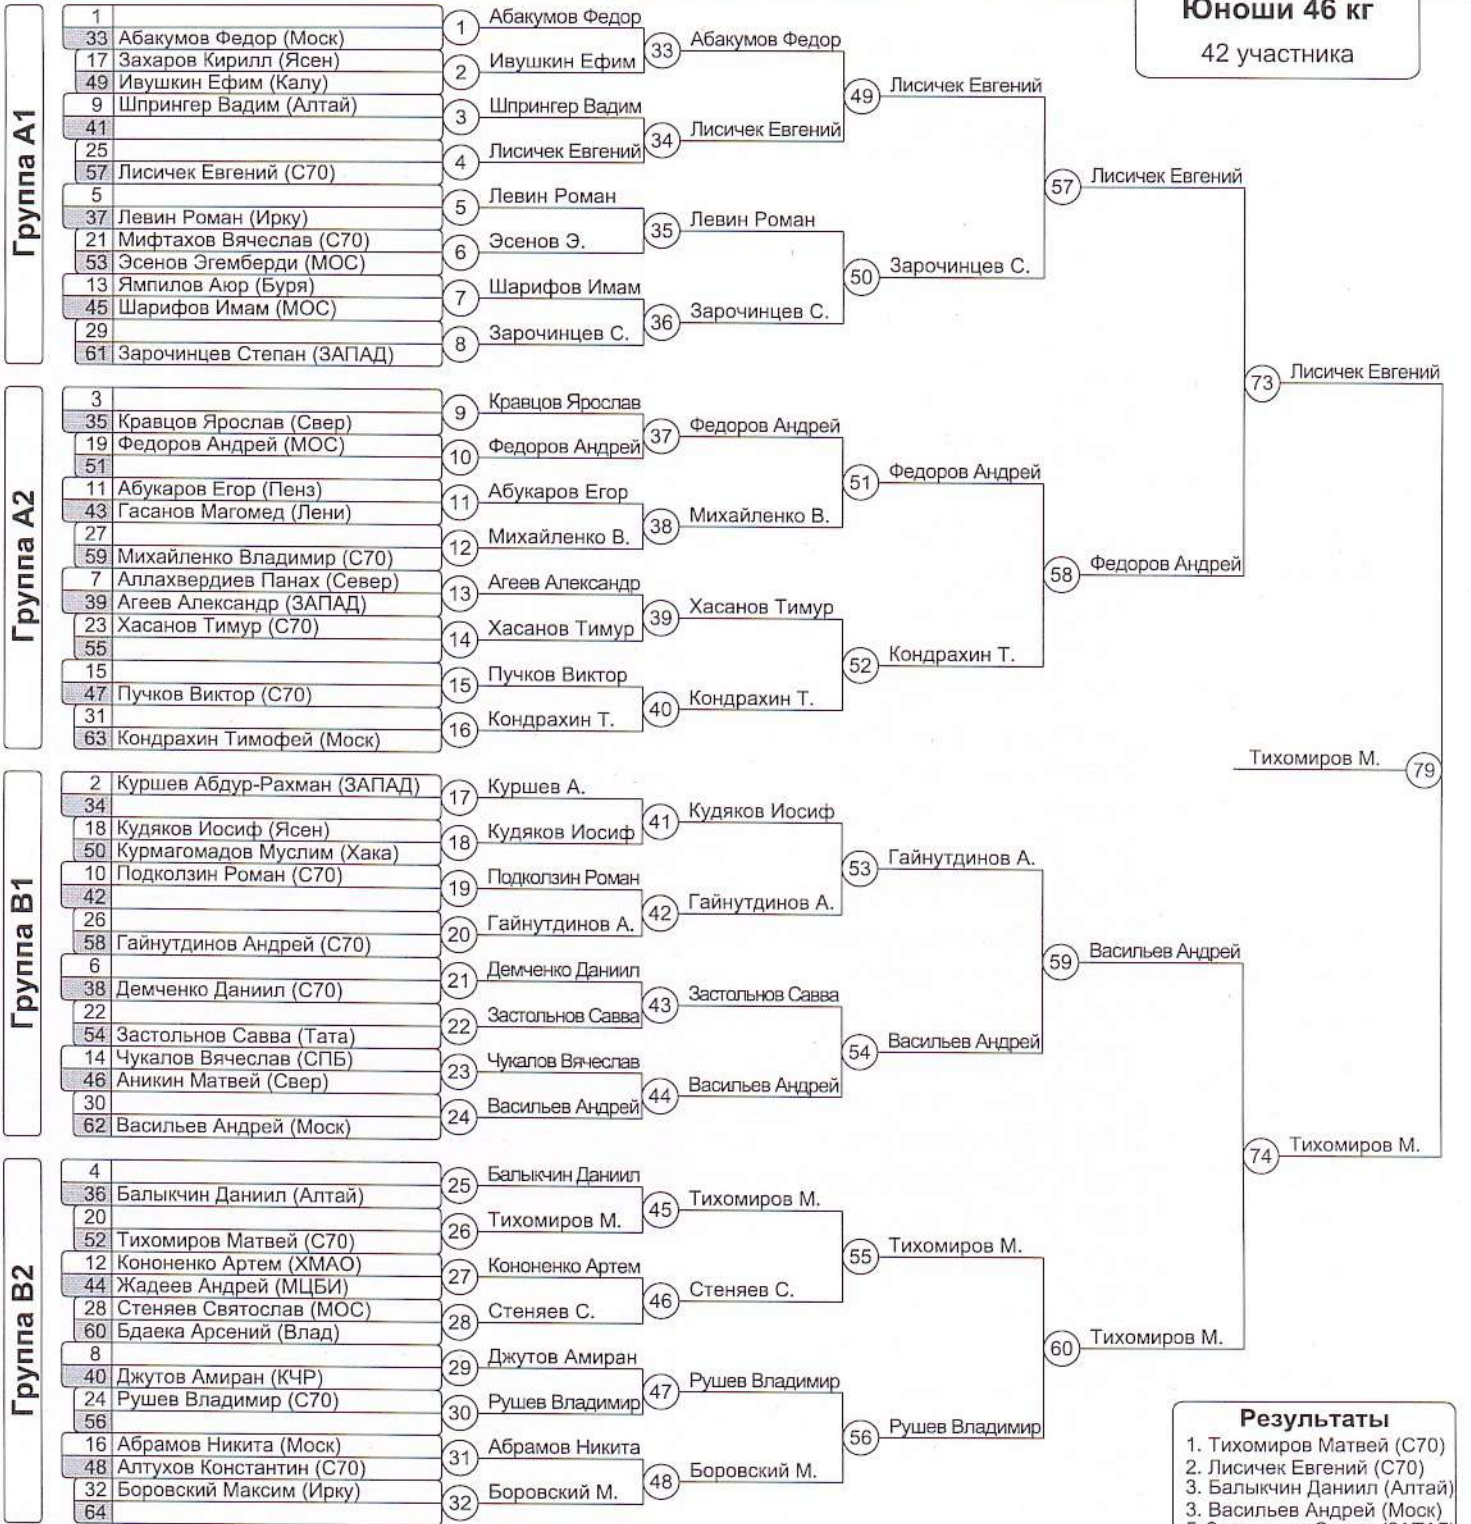 Юноши 46 кг
42 участника
Группа A1
1
33 Абакумов Федор (Моск)
17 Захаров Кирилл (Ясен)
49 Ивушкин Ефим (Калу)
9 Шпрингер Вадим (Алтай)
41
25
57 Лисичек Евгений (С70)
5
37 Левин Роман (Ирку)
21 Мифтахов Вячеслав (С70)
53 Эсенов Эгемберди (МОС)
13 Ямпилов Аюр (Буря)
45 Шарифов Имам (МОС)
29
61 Зарочинцев Степан (ЗАПАД)
1 Абакумов Федор
2 Ивушкин Ефим
3 Шпрингер Вадим
4 Лисичек Евгений
5 Левин Роман
6 Эсенов Э.
7 Шарифов Имам
8 Зарочинцев С.
33 Абакумов Федор
34 Лисичек Евгений
35 Левин Роман
36 Зарочинцев С.
49 Лисичек Евгений
50 Зарочинцев С.
57 Лисичек Евгений
Группа A2
3
35 Кравцов Ярослав (Свер)
19 Федоров Андрей (МОС)
51
11 Абукаров Егор (Пенз)
43 Гасанов Магомед (Лени)
27
59 Михайленко Владимир (С70)
7 Аллахвердиев Панах (Север)
39 Агеев Александр (ЗАПАД)
23 Хасанов Тимур (С70)
55
15
47 Пучков Виктор (С70)
31
63 Кондрахин Тимофей (Моск)
9 Кравцов Ярослав
10 Федоров Андрей
11 Абукаров Егор
12 Михайленко В.
13 Агеев Александр
14 Хасанов Тимур
15 Пучков Виктор
16 Кондрахин Т.
37 Федоров Андрей
38 Михайленко В.
39 Хасанов Тимур
40 Кондрахин Т.
51 Федоров Андрей
52 Кондрахин Т.
58 Федоров Андрей
73 Лисичек Евгений
Тихомиров М. 79
Группа B1
2 Куршев Абдур-Рахман (ЗАПАД)
34
18 Кудяков Иосиф (Ясен)
50 Курмагомадов Муслим (Хака)
10 Подколзин Роман (С70)
42
26
58 Гайнутдинов Андрей (С70)
6
38 Демченко Даниил (С70)
22
54 Застольнов Савва (Тата)
14 Чукалов Вячеслав (СПБ)
46 Аникин Матвей (Свер)
30
62 Васильев Андрей (Моск)
17 Куршев А.
18 Кудяков Иосиф
19 Подколзин Роман
20 Гайнутдинов А.
21 Демченко Даниил
22 Застольнов Савва
23 Чукалов Вячеслав
24 Васильев Андрей
41 Кудяков Иосиф
42 Гайнутдинов А.
43 Застольнов Савва
44 Васильев Андрей
53 Гайнутдинов А.
54 Васильев Андрей
59 Васильев Андрей
Группа B2
4
36 Балыкчин Даниил (Алтай)
20
52 Тихомиров Матвей (С70)
12 Кононенко Артем (ХМАО)
44 Жадеев Андрей (МЦБИ)
28 Стеняев Святослав (МОС)
60 Бдаека Арсений (Влад)
8
40 Джутов Амиран (КЧР)
24 Рушев Владимир (С70)
56
16 Абрамов Никита (Моск)
48 Алтухов Константин (С70)
32 Боровский Максим (Ирку)
64
25 Балыкчин Даниил
26 Тихомиров М.
27 Кононенко Артем
28 Стеняев С.
29 Джутов Амиран
30 Рушев Владимир
31 Абрамов Никита
32 Боровский М.
45 Тихомиров М.
46 Стеняев С.
47 Рушев Владимир
48 Боровский М.
55 Тихомиров М.
56 Рушев Владимир
60 Тихомиров М.
74 Тихомиров М.
Результаты
1. Тихомиров Матвей (С70)
2. Лисичек Евгений (С70)
3. Балыкчин Даниил (Алтай)
3. Васильев Андрей (Моск)